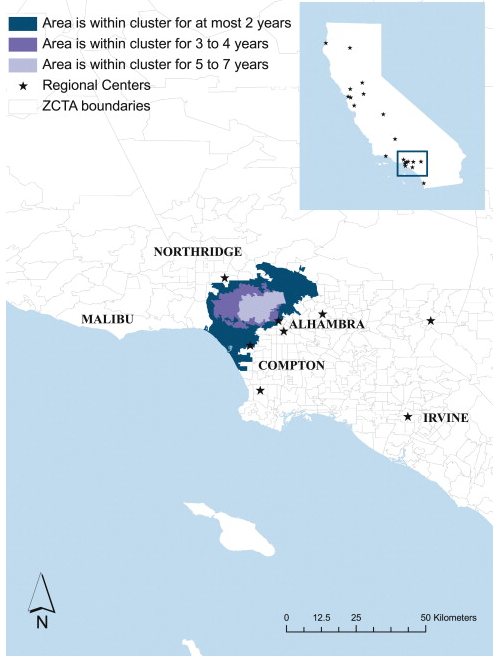 Area is within cluster for at most 2 years
Area is within cluster for 3 to 4 years
Area is within cluster for 5 to 7 years
Regional Centers
ZCTA boundaries
NORTHRIDGE
MALIBU
ALHAMBRA
COMPTON
IRVINE
N
0 12.5 25 50 Kilometers